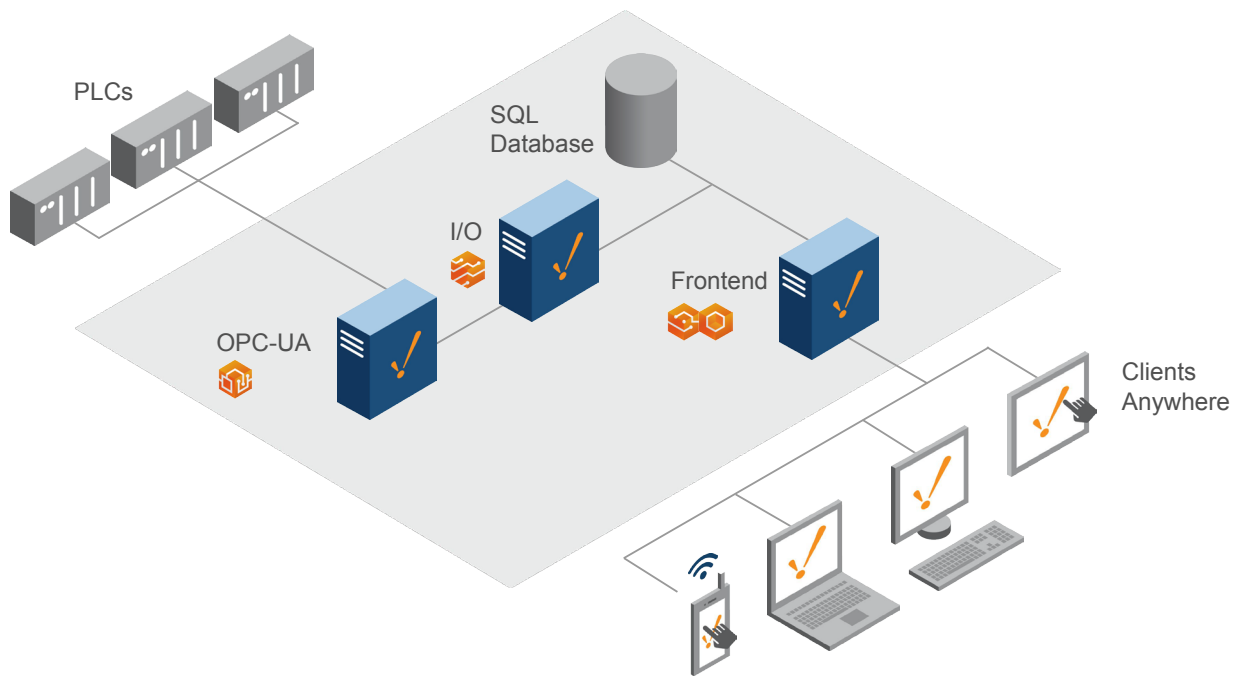 PLCs
SQL
Database
I/O
Frontend
OPC-UA
Clients
Anywhere